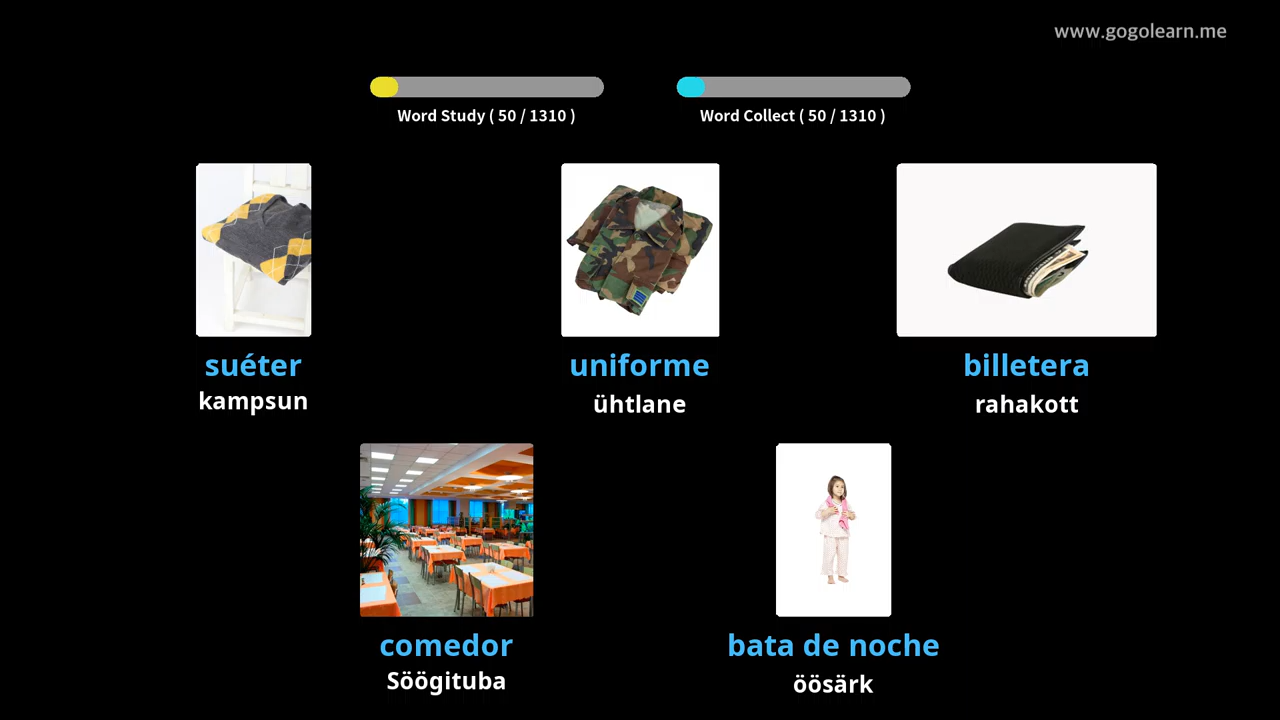 www.gogolearn.me
Word Study ( 50 / 1310 )
Word Collect ( 50 / 1310 )
suéter
kampsun
uniforme
ühtlane
billetera
rahakott
comedor
Söögituba
bata de noche
öösärk